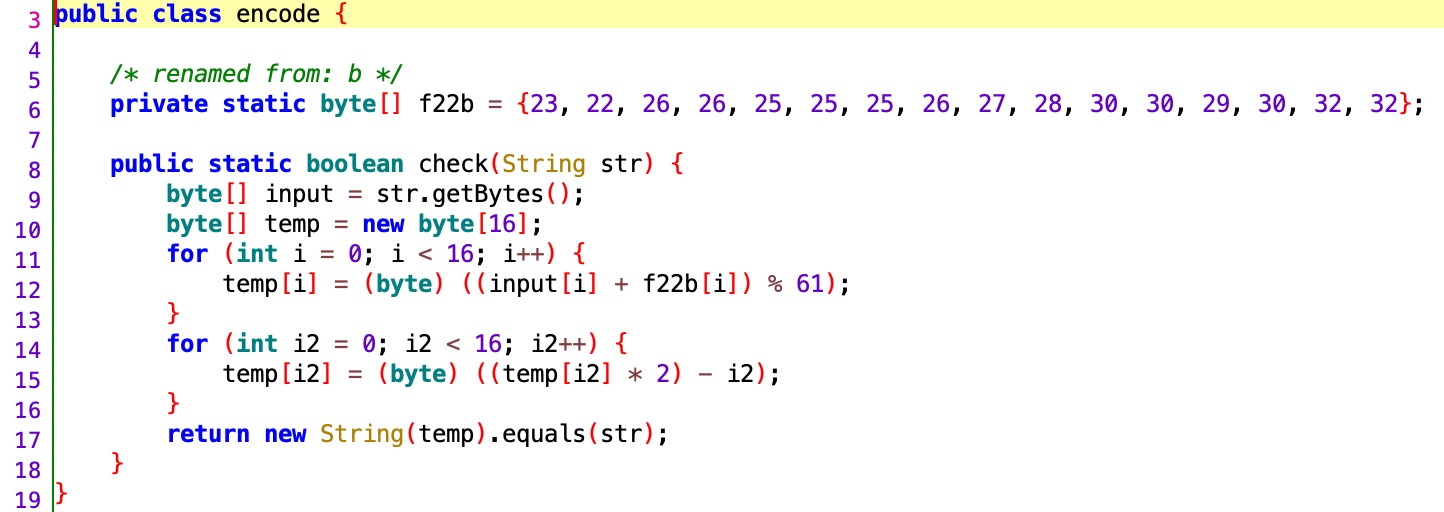 3 public class encode {
4
5 /* renamed from: b */
6 private static byte[] f22b = {23, 22, 26, 26, 25, 25, 25, 26, 27, 28, 30, 30, 29, 30, 32, 32};
7
8 public static boolean check(String str) {
9 byte[] input = str.getBytes();
10 byte[] temp = new byte[16];
11 for (int i = 0; i < 16; i++) {
12 temp[i] = (byte) ((input[i] + f22b[i]) % 61);
13 }
14 for (int i2 = 0; i2 < 16; i2++) {
15 temp[i2] = (byte) ((temp[i2] * 2) - i2);
16 }
17 return new String(temp).equals(str);
18 }
19 }